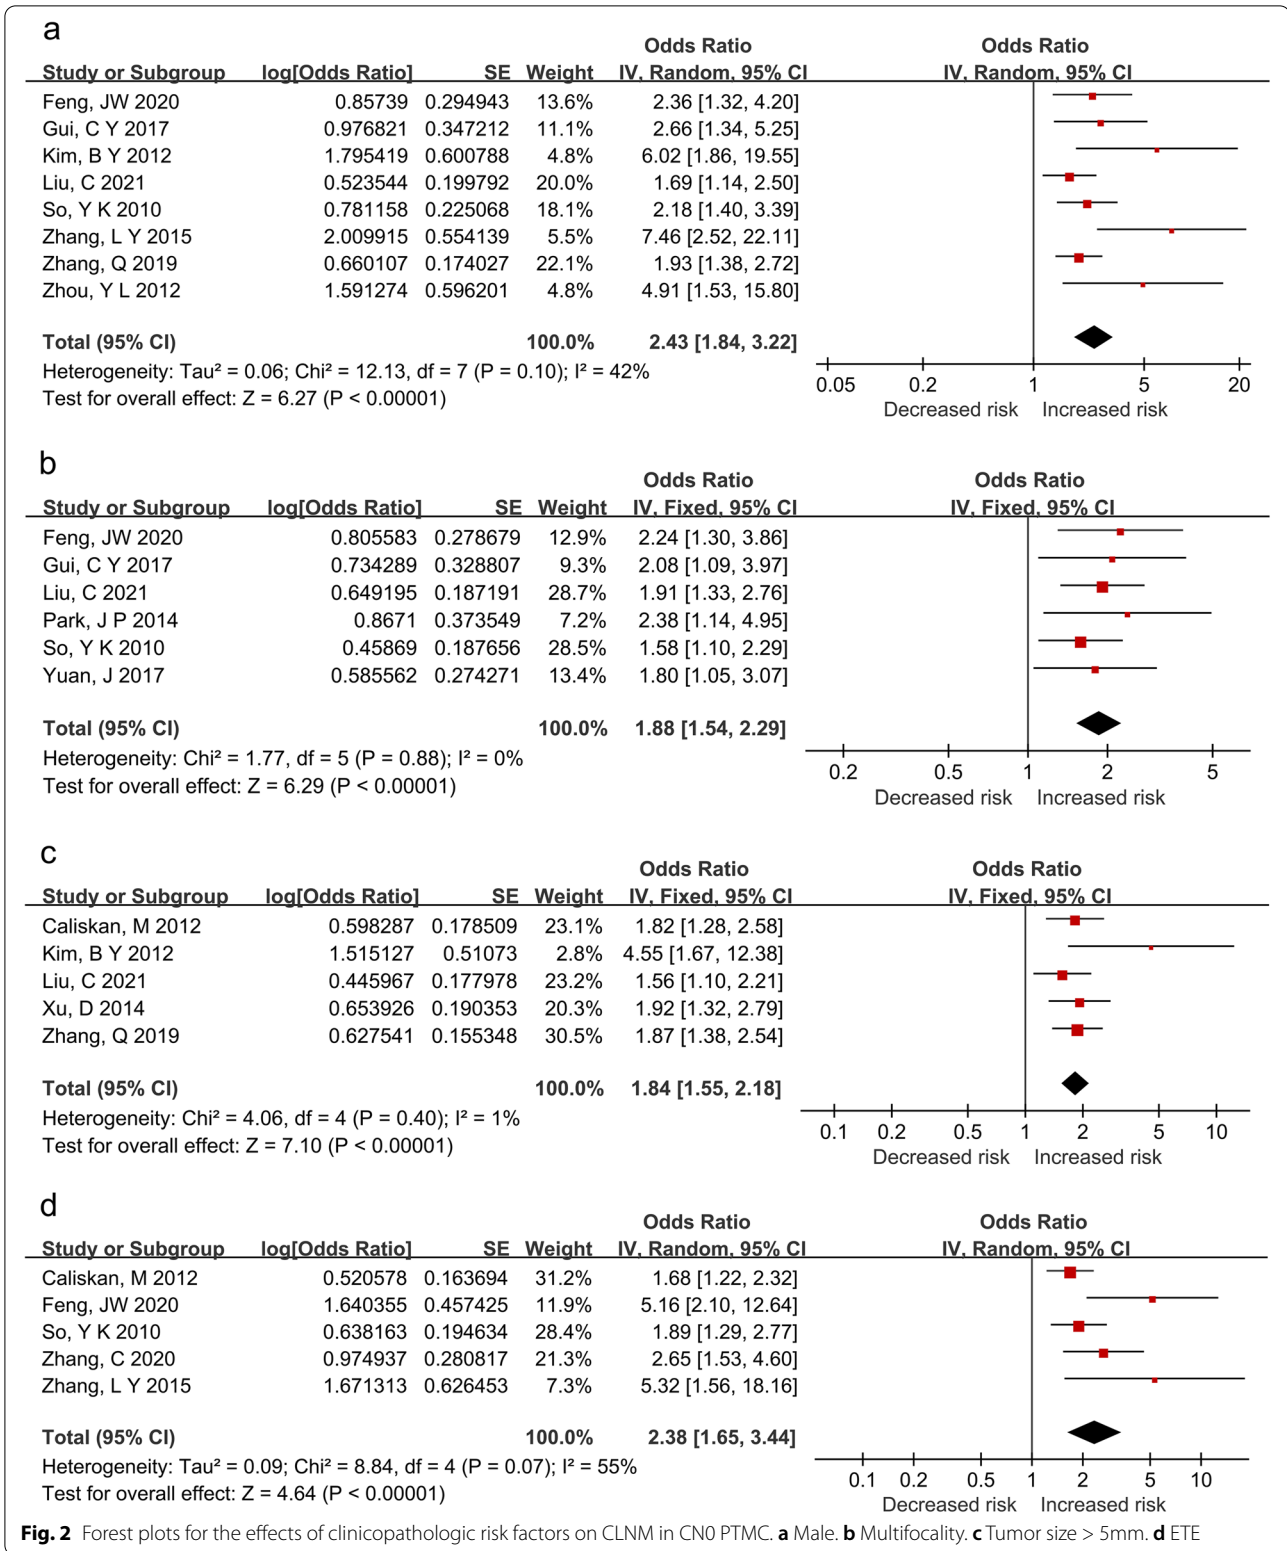 a
Odds Ratio Odds Ratio
Study or Subgroup log[Odds Ratio] SE Weight IV, Random, 95% CI IV, Random, 95% CI
Feng, JW 2020 0.85739 0.294943 13.6% 2.36 [1.32, 4.20]
Gui, C Y 2017 0.976821 0.347212 11.1% 2.66 [1.34, 5.25]
Kim, B Y 2012 1.795419 0.600788 4.8% 6.02 [1.86, 19.55]
Liu, C 2021 0.523544 0.199792 20.0% 1.69 [1.14, 2.50]
So, Y K 2010 0.781158 0.225068 18.1% 2.18 [1.40, 3.39]
Zhang, L Y 2015 2.009915 0.554139 5.5% 7.46 [2.52, 22.11]
Zhang, Q 2019 0.660107 0.174027 22.1% 1.93 [1.38, 2.72]
Zhou, Y L 2012 1.591274 0.596201 4.8% 4.91 [1.53, 15.80]
Total (95% CI) 100.0% 2.43 [1.84, 3.22]
Heterogeneity: Tau² = 0.06; Chi² = 12.13, df = 7 (P = 0.10); I² = 42%
0.05 0.2 1 5 20
Test for overall effect: Z = 6.27 (P < 0.00001)
Decreased risk Increased risk
b
Odds Ratio Odds Ratio
Study or Subgroup log[Odds Ratio] SE Weight IV, Fixed, 95% CI IV, Fixed, 95% CI
Feng, JW 2020 0.805583 0.278679 12.9% 2.24 [1.30, 3.86]
Gui, C Y 2017 0.734289 0.328807 9.3% 2.08 [1.09, 3.97]
Liu, C 2021 0.649195 0.187191 28.7% 1.91 [1.33, 2.76]
Park, J P 2014 0.8671 0.373549 7.2% 2.38 [1.14, 4.95]
So, Y K 2010 0.45869 0.187656 28.5% 1.58 [1.10, 2.29]
Yuan, J 2017 0.585562 0.274271 13.4% 1.80 [1.05, 3.07]
Total (95% CI) 100.0% 1.88 [1.54, 2.29]
Heterogeneity: Chi² = 1.77, df = 5 (P = 0.88); I² = 0%
0.2 0.5 1 2 5
Test for overall effect: Z = 6.29 (P < 0.00001)
Decreased risk Increased risk
c
Odds Ratio Odds Ratio
Study or Subgroup log[Odds Ratio] SE Weight IV, Fixed, 95% CI IV, Fixed, 95% CI
Caliskan, M 2012 0.598287 0.178509 23.1% 1.82 [1.28, 2.58]
Kim, B Y 2012 1.515127 0.51073 2.8% 4.55 [1.67, 12.38]
Liu, C 2021 0.445967 0.177978 23.2% 1.56 [1.10, 2.21]
Xu, D 2014 0.653926 0.190353 20.3% 1.92 [1.32, 2.79]
Zhang, Q 2019 0.627541 0.155348 30.5% 1.87 [1.38, 2.54]
Total (95% CI) 100.0% 1.84 [1.55, 2.18]
Heterogeneity: Chi² = 4.06, df = 4 (P = 0.40); I² = 1%
0.1 0.2 0.5 1 2 5 10
Test for overall effect: Z = 7.10 (P < 0.00001)
Decreased risk Increased risk
d
Odds Ratio Odds Ratio
Study or Subgroup log[Odds Ratio] SE Weight IV, Random, 95% CI IV, Random, 95% CI
Caliskan, M 2012 0.520578 0.163694 31.2% 1.68 [1.22, 2.32]
Feng, JW 2020 1.640355 0.457425 11.9% 5.16 [2.10, 12.64]
So, Y K 2010 0.638163 0.194634 28.4% 1.89 [1.29, 2.77]
Zhang, C 2020 0.974937 0.280817 21.3% 2.65 [1.53, 4.60]
Zhang, L Y 2015 1.671313 0.626453 7.3% 5.32 [1.56, 18.16]
Total (95% CI) 100.0% 2.38 [1.65, 3.44]
Heterogeneity: Tau² = 0.09; Chi² = 8.84, df = 4 (P = 0.07); I² = 55%
0.1 0.2 0.5 1 2 5 10
Test for overall effect: Z = 4.64 (P < 0.00001)
Decreased risk Increased risk
Fig. 2 Forest plots for the effects of clinicopathologic risk factors on CLNM in CN0 PTMC. a Male. b Multifocality. c Tumor size > 5mm. d ETE